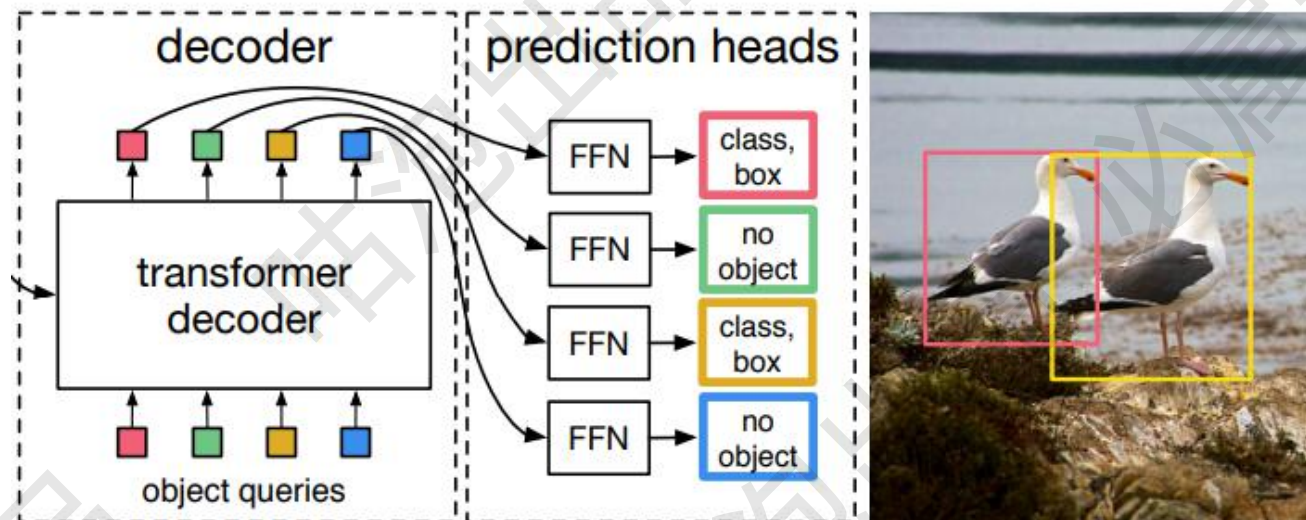 decoder
prediction heads
transformer
decoder
object queries
FFN
class,
box
FFN
no
object
FFN
class,
box
FFN
no
object